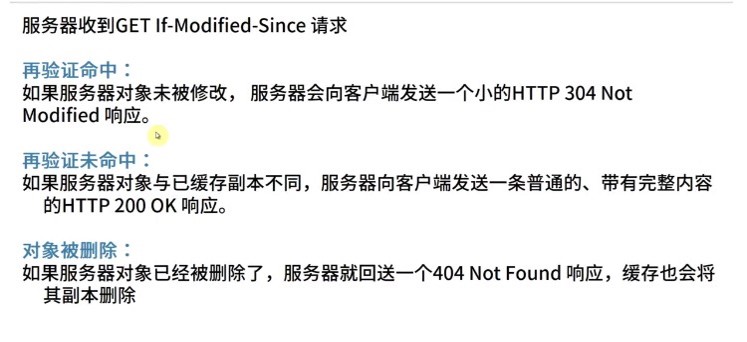 服务器收到GET If-Modified-Since 请求
再验证命中：
如果服务器对象未被修改， 服务器会向客户端发送一个小的HTTP 304 Not
Modified 响应。
再验证未命中：
如果服务器对象与已缓存副本不同，服务器向客户端发送一条普通的、带有完整内容
的HTTP 200 OK 响应。
对象被删除：
如果服务器对象已经被删除了，服务器就回送一个404 Not Found 响应，缓存也会将
其副本删除